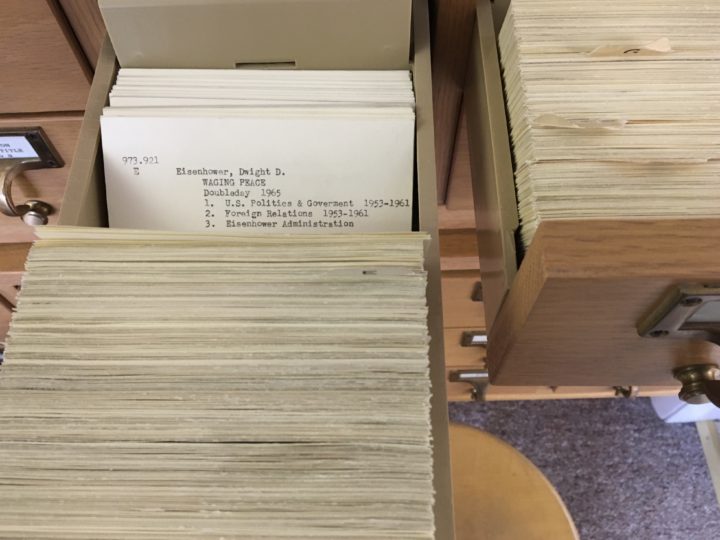 973.921
E Eisenhower, Dwight D.
WAGING PEACE
Doubleday 1965
1. U.S. Politics & Goverment 1953-1961
2. Foreign Relations 1953-1961
3. Eisenhower Administration
TITLE